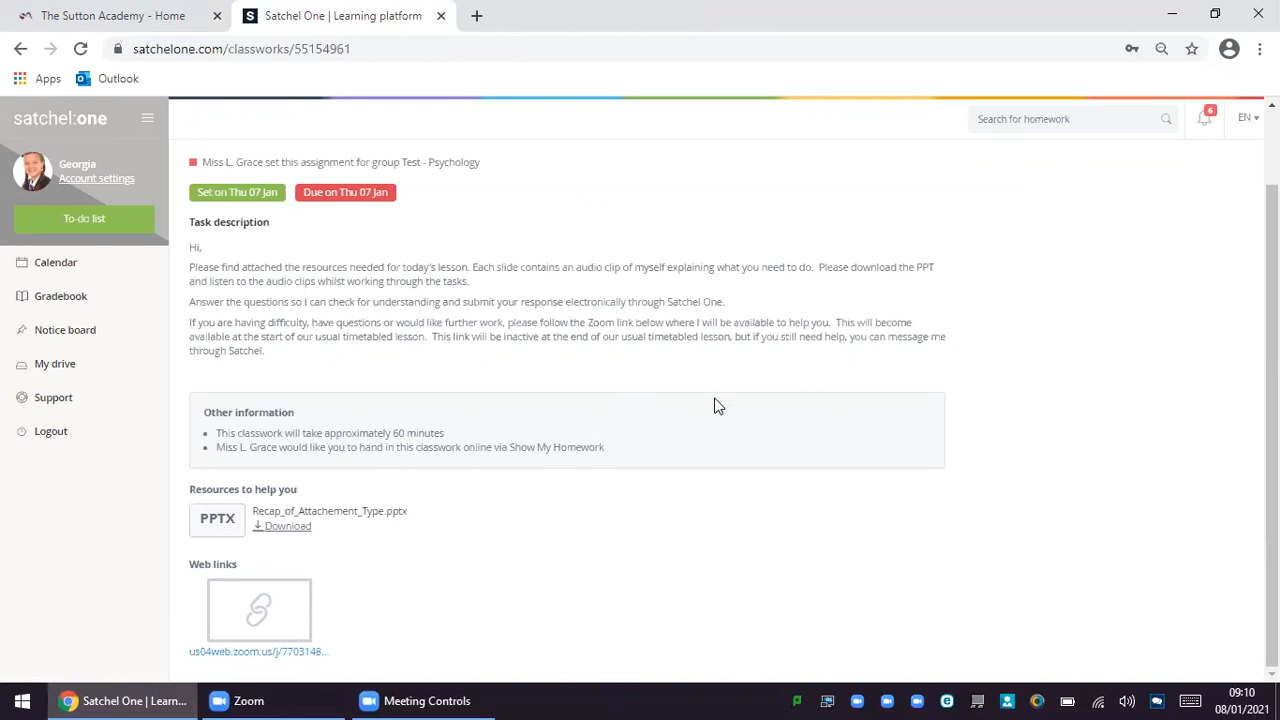 The Sutton Academy - Home
Satchel One | Learning platform
satchelone.com/classworks/55154961
Apps
Outlook
satchel:one
Search for homework
6
EN
Georgia
Account settings
To-do list
Calendar
Gradebook
Notice board
My drive
Support
Logout
Miss L. Grace set this assignment for group Test - Psychology
Set on Thu 07 Jan
Due on Thu 07 Jan
Task description
Hi,
Please find attached the resources needed for today's lesson. Each slide contains an audio clip of myself explaining what you need to do. Please download the PPT
and listen to the audio clips whilst working through the tasks.
Answer the questions so i can check for understanding and submit your response electronically through Satchel One.
If you are having difficulty, have questions or would like further work, please follow the Zoom link below where I will be available to help you. This will become
available at the start of our usual timetabled lesson. This link will be inactive at the end of our usual timetabled lesson, but if you still need help, you can message me
through Satchel.
Other information
This classwork will take approximately 60 minutes
Miss L. Grace would like you to hand in this classwork online via Show My Homework
Resources to help you
PPTX
Recap_of_Attachement_Type.pptx
Download
Web links
us04web.zoom.us/j/7703148...
Satchel One | Learn...
Zoom
Meeting Controls
09:10
08/01/2021